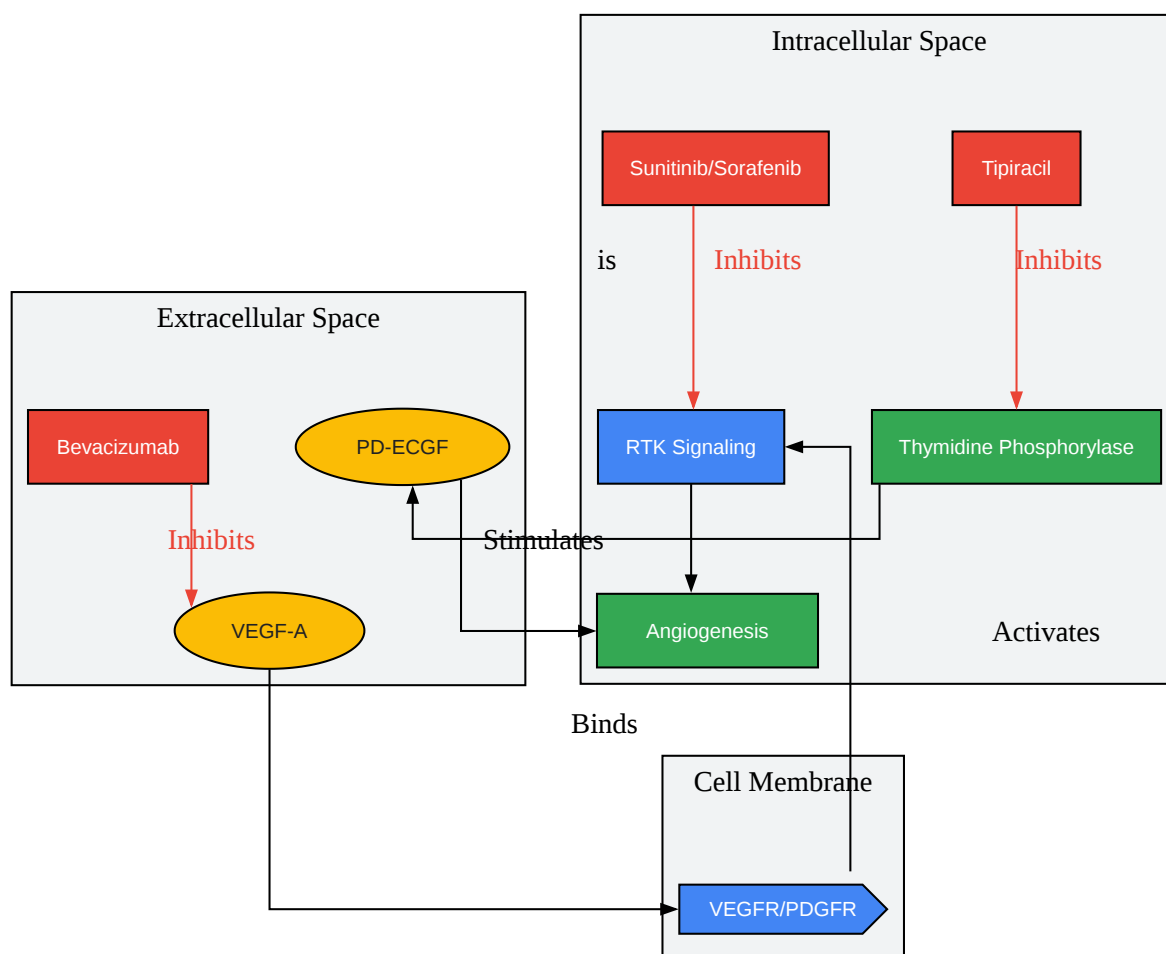 Intracellular Space
Sunitinib/Sorafenib
Tipiracil
is
Inhibits
Inhibits
Extracellular Space
Bevacizumab
PD-ECGF
RTK Signaling
Thymidine Phosphorylase
Inhibits
Stimulates
VEGF-A
Angiogenesis
Activates
Binds
Cell Membrane
VEGFR/PDGFR